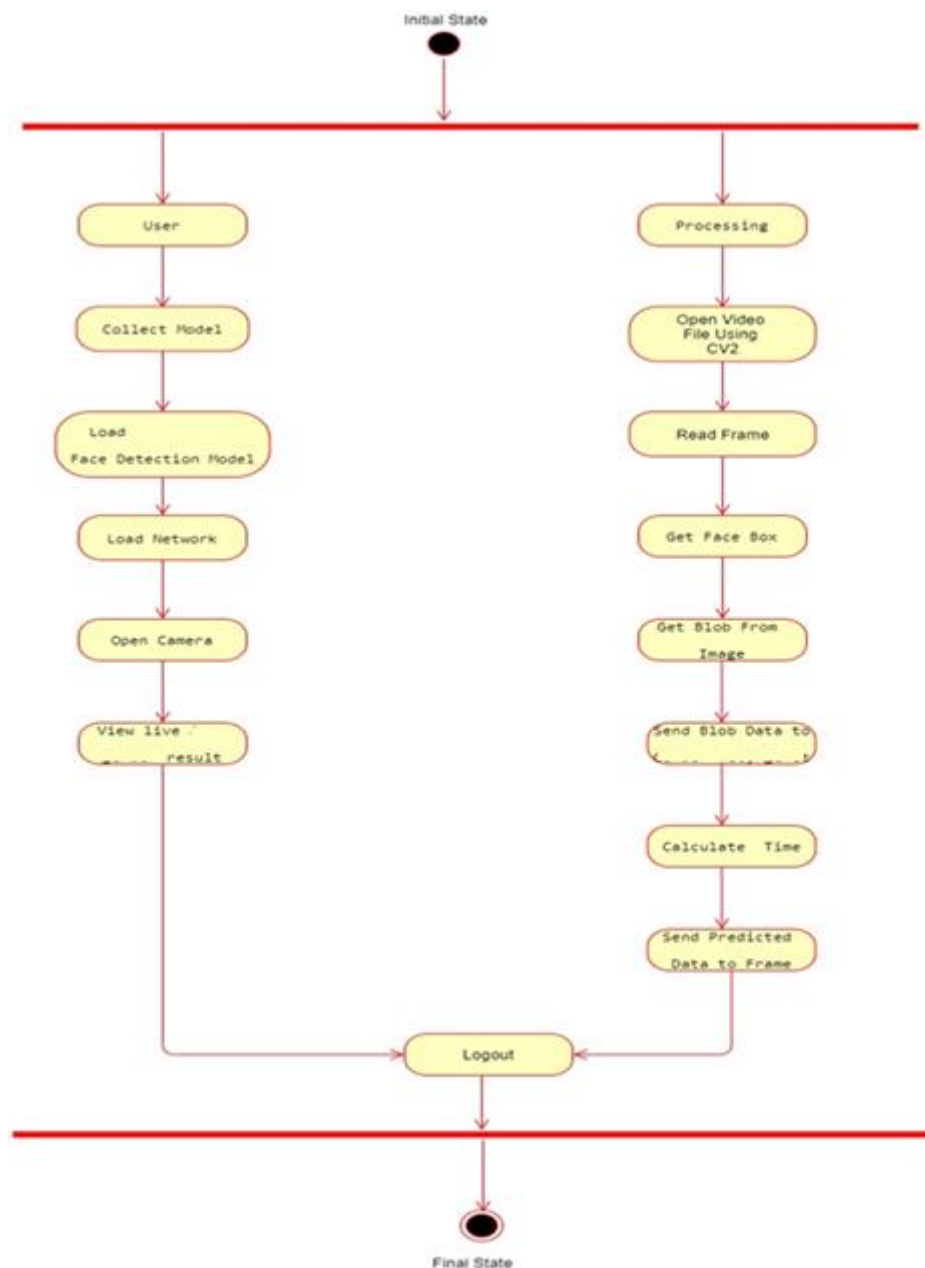 Initial State
User
Collect Model
Load
Face Detection Model
Load Network
Open Camera
View live
result
Processing
Open Video
File Using
CV2
Read Frame
Get Face Box
Get Blob From
Image
Send Blob Data to
Calculate Time
Send Predicted
Data to Frame
Logout
Final State